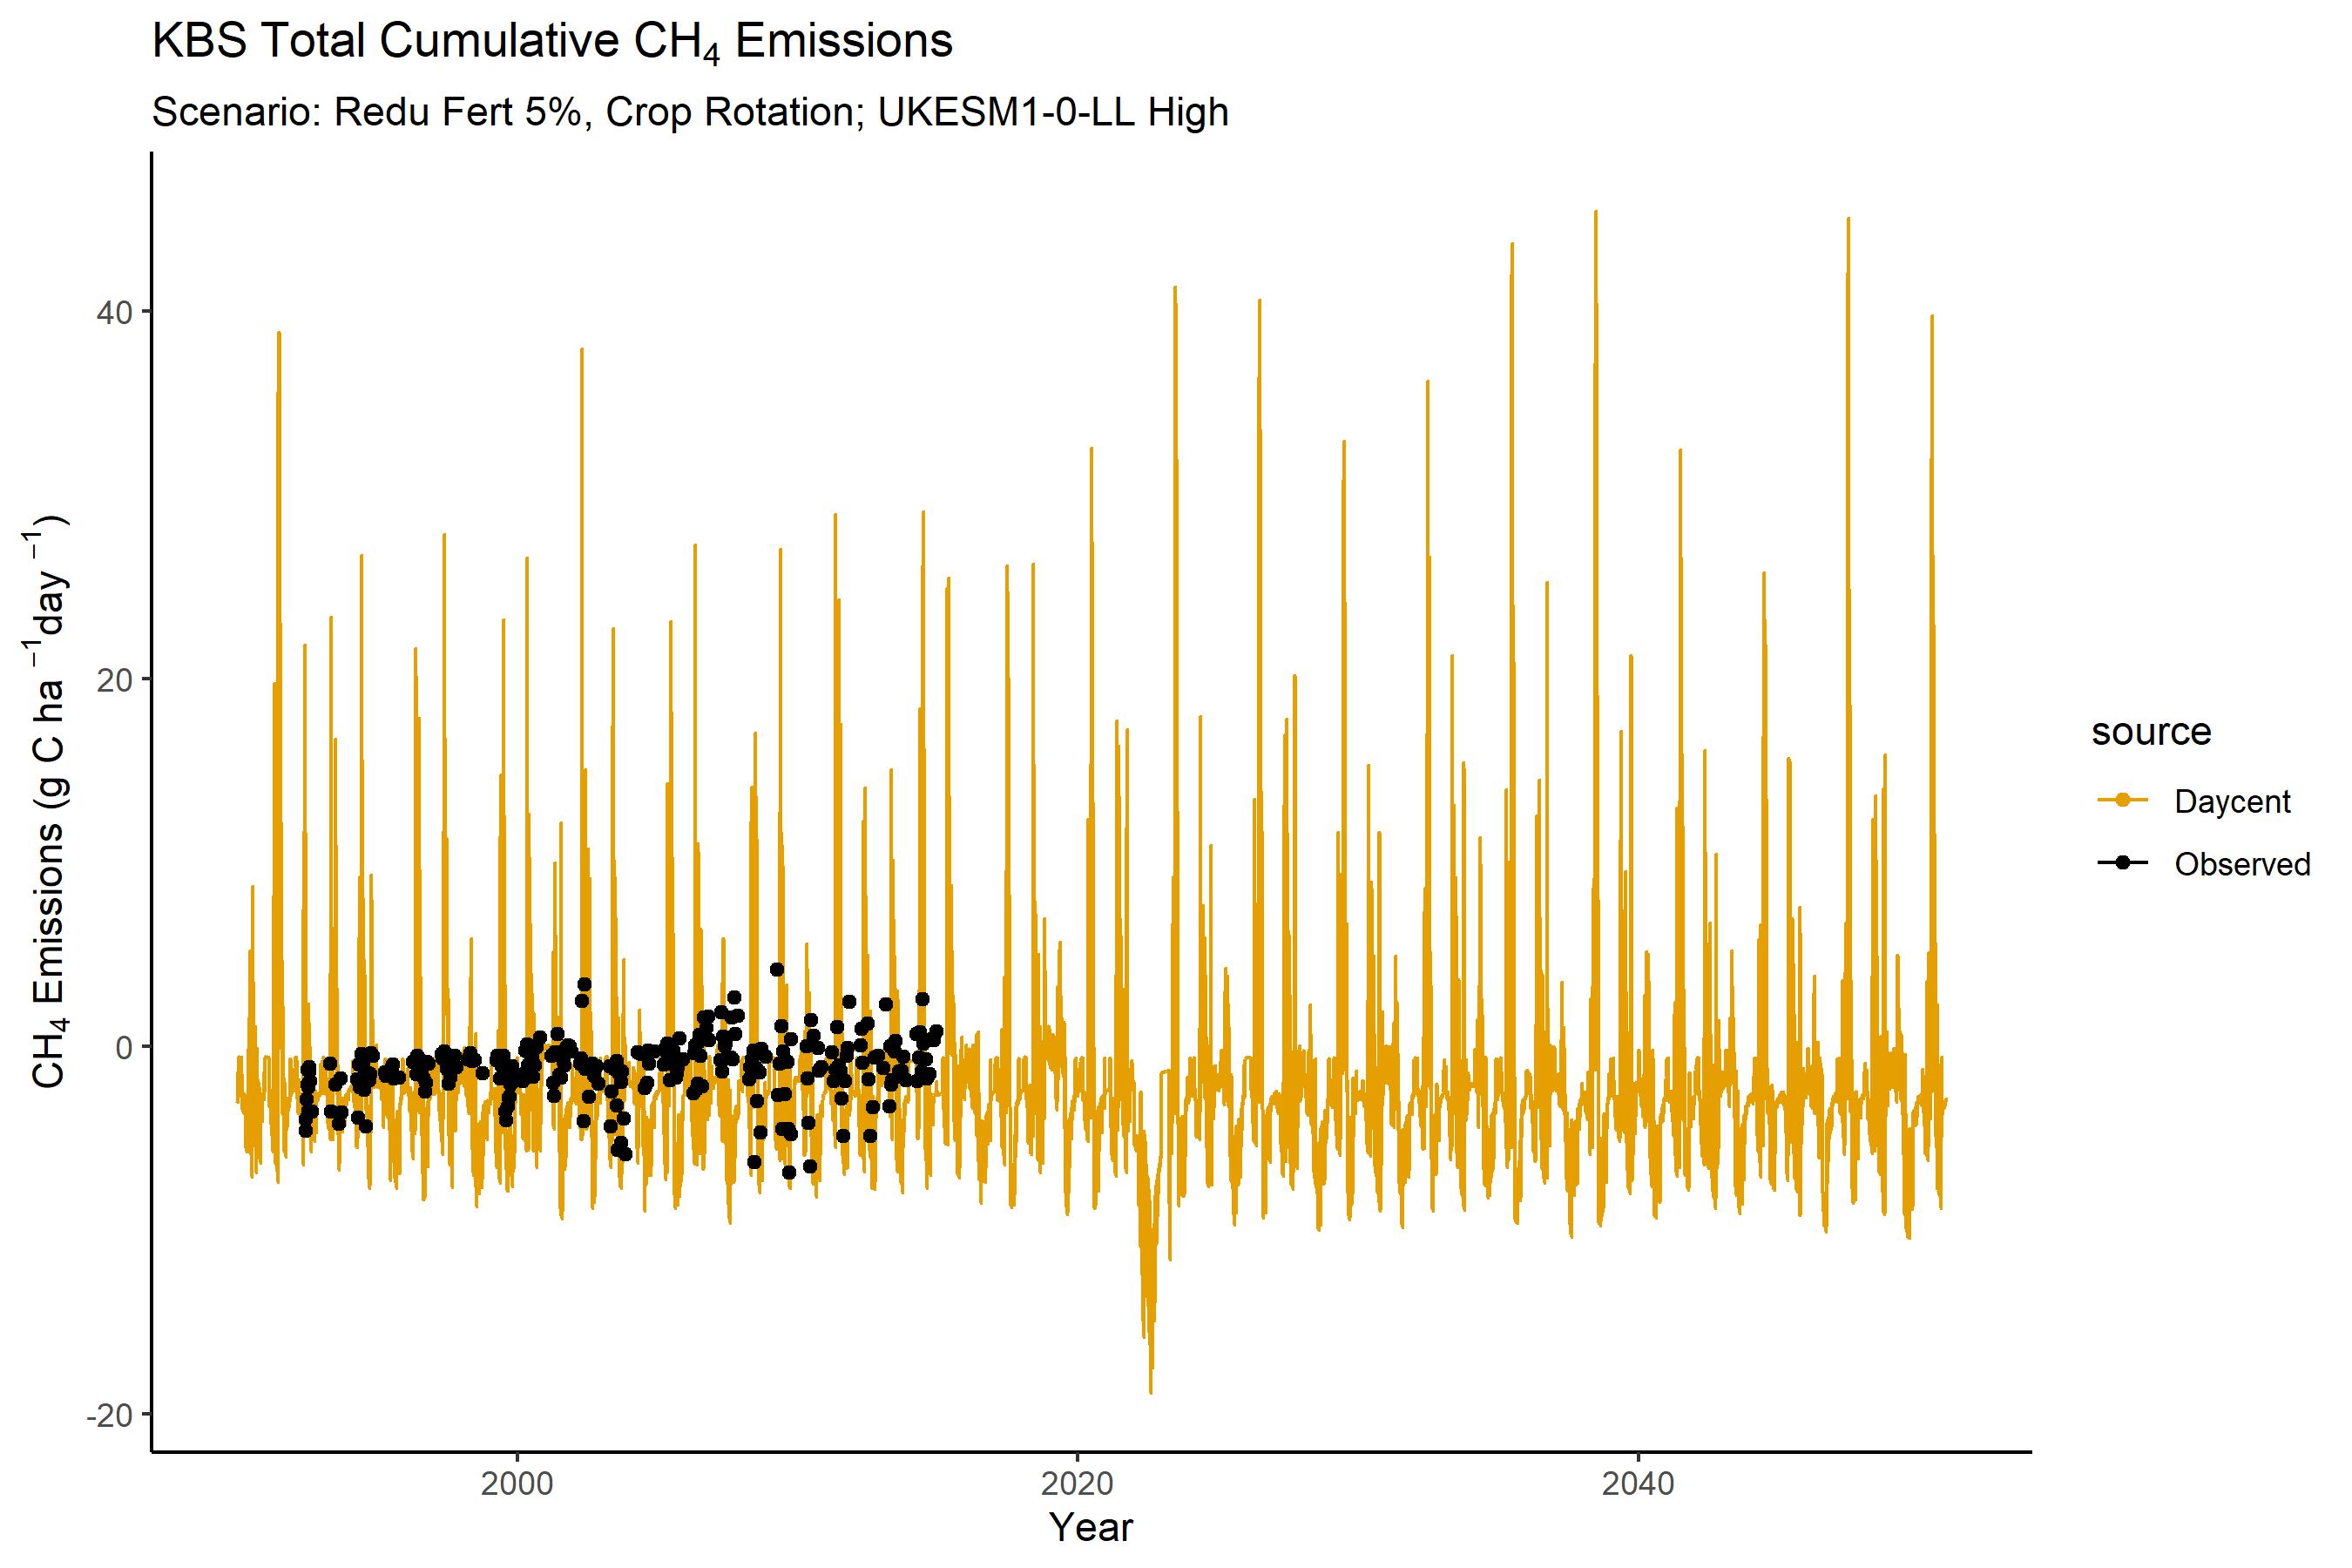 KBS Total Cumulative CH₄ Emissions
Scenario: Redu Fert 5%, Crop Rotation; UKESM1-0-LL High
CH₄ Emissions (g C ha ⁻¹day ⁻¹)
40
20
0
-20
2000
2020
2040
Year
source
Daycent
Observed